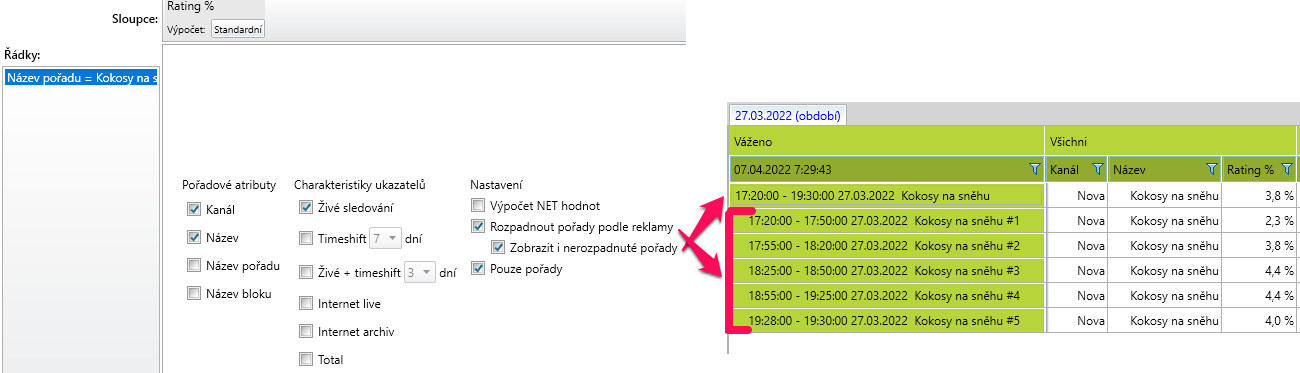 Sloupce:
Rating %
Výpočet: Standardní
Řádky:
Název pořadu = Kokosy na s
Pořadové atributy
Kanál
Název
Název pořadu
Název bloku
Charakteristiky ukazatelů
Živé sledování
Timeshift 7 dní
Živé + timeshift 3 dní
Internet live
Internet archiv
Total
Nastavení
Výpočet NET hodnot
Rozpadnout pořady podle reklamy
Zobrazit i nerozpadnuté pořady
Pouze pořady
27.03.2022 (období)
Váženo Všichni
07.04.2022 7:29:43 Kanál Název Rating %
17:20:00 - 19:30:00 27.03.2022 Kokosy na sněhu Nova Kokosy na sněhu 3,8 %
17:20:00 - 17:50:00 27.03.2022 Kokosy na sněhu #1 Nova Kokosy na sněhu 2,3 %
17:55:00 - 18:20:00 27.03.2022 Kokosy na sněhu #2 Nova Kokosy na sněhu 3,8 %
18:25:00 - 18:50:00 27.03.2022 Kokosy na sněhu #3 Nova Kokosy na sněhu 4,4 %
18:55:00 - 19:25:00 27.03.2022 Kokosy na sněhu #4 Nova Kokosy na sněhu 4,4 %
19:28:00 - 19:30:00 27.03.2022 Kokosy na sněhu #5 Nova Kokosy na sněhu 4,0 %